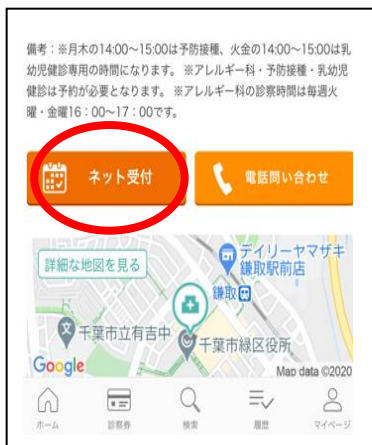 備考：※月木の14:00〜15:00は予防接種、火金の14:00〜15:00は乳
幼児健診専用の時間になります。 ※アレルギー科・予防接種・乳幼児
健診は予約が必要となります。 ※アレルギー科の診察時間は毎週火
曜・金曜16：00〜17：00です。
ネット受付
電話問い合わせ
詳細な地図を見る
デイリーヤマザキ
鎌取駅前店
鎌取
千葉市立有吉中
千葉市緑区役所
Google
Map data ©2020
ホーム
診察券
検索
履歴
マイページ